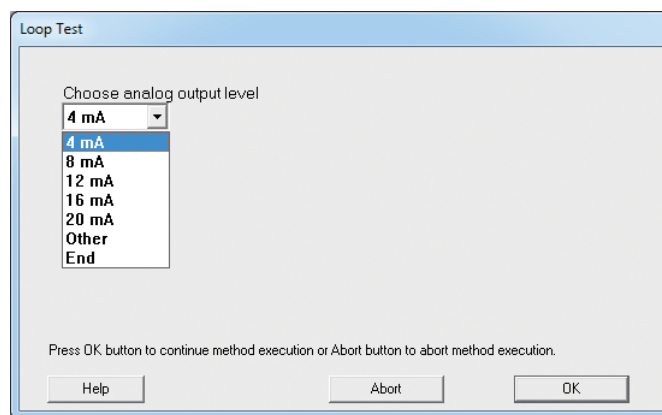 Loop Test
Choose analog output level
4 mA
4 mA
8 mA
12 mA
16 mA
20 mA
Other
End
Press OK button to continue method execution or Abort button to abort method execution.
Help Abort OK